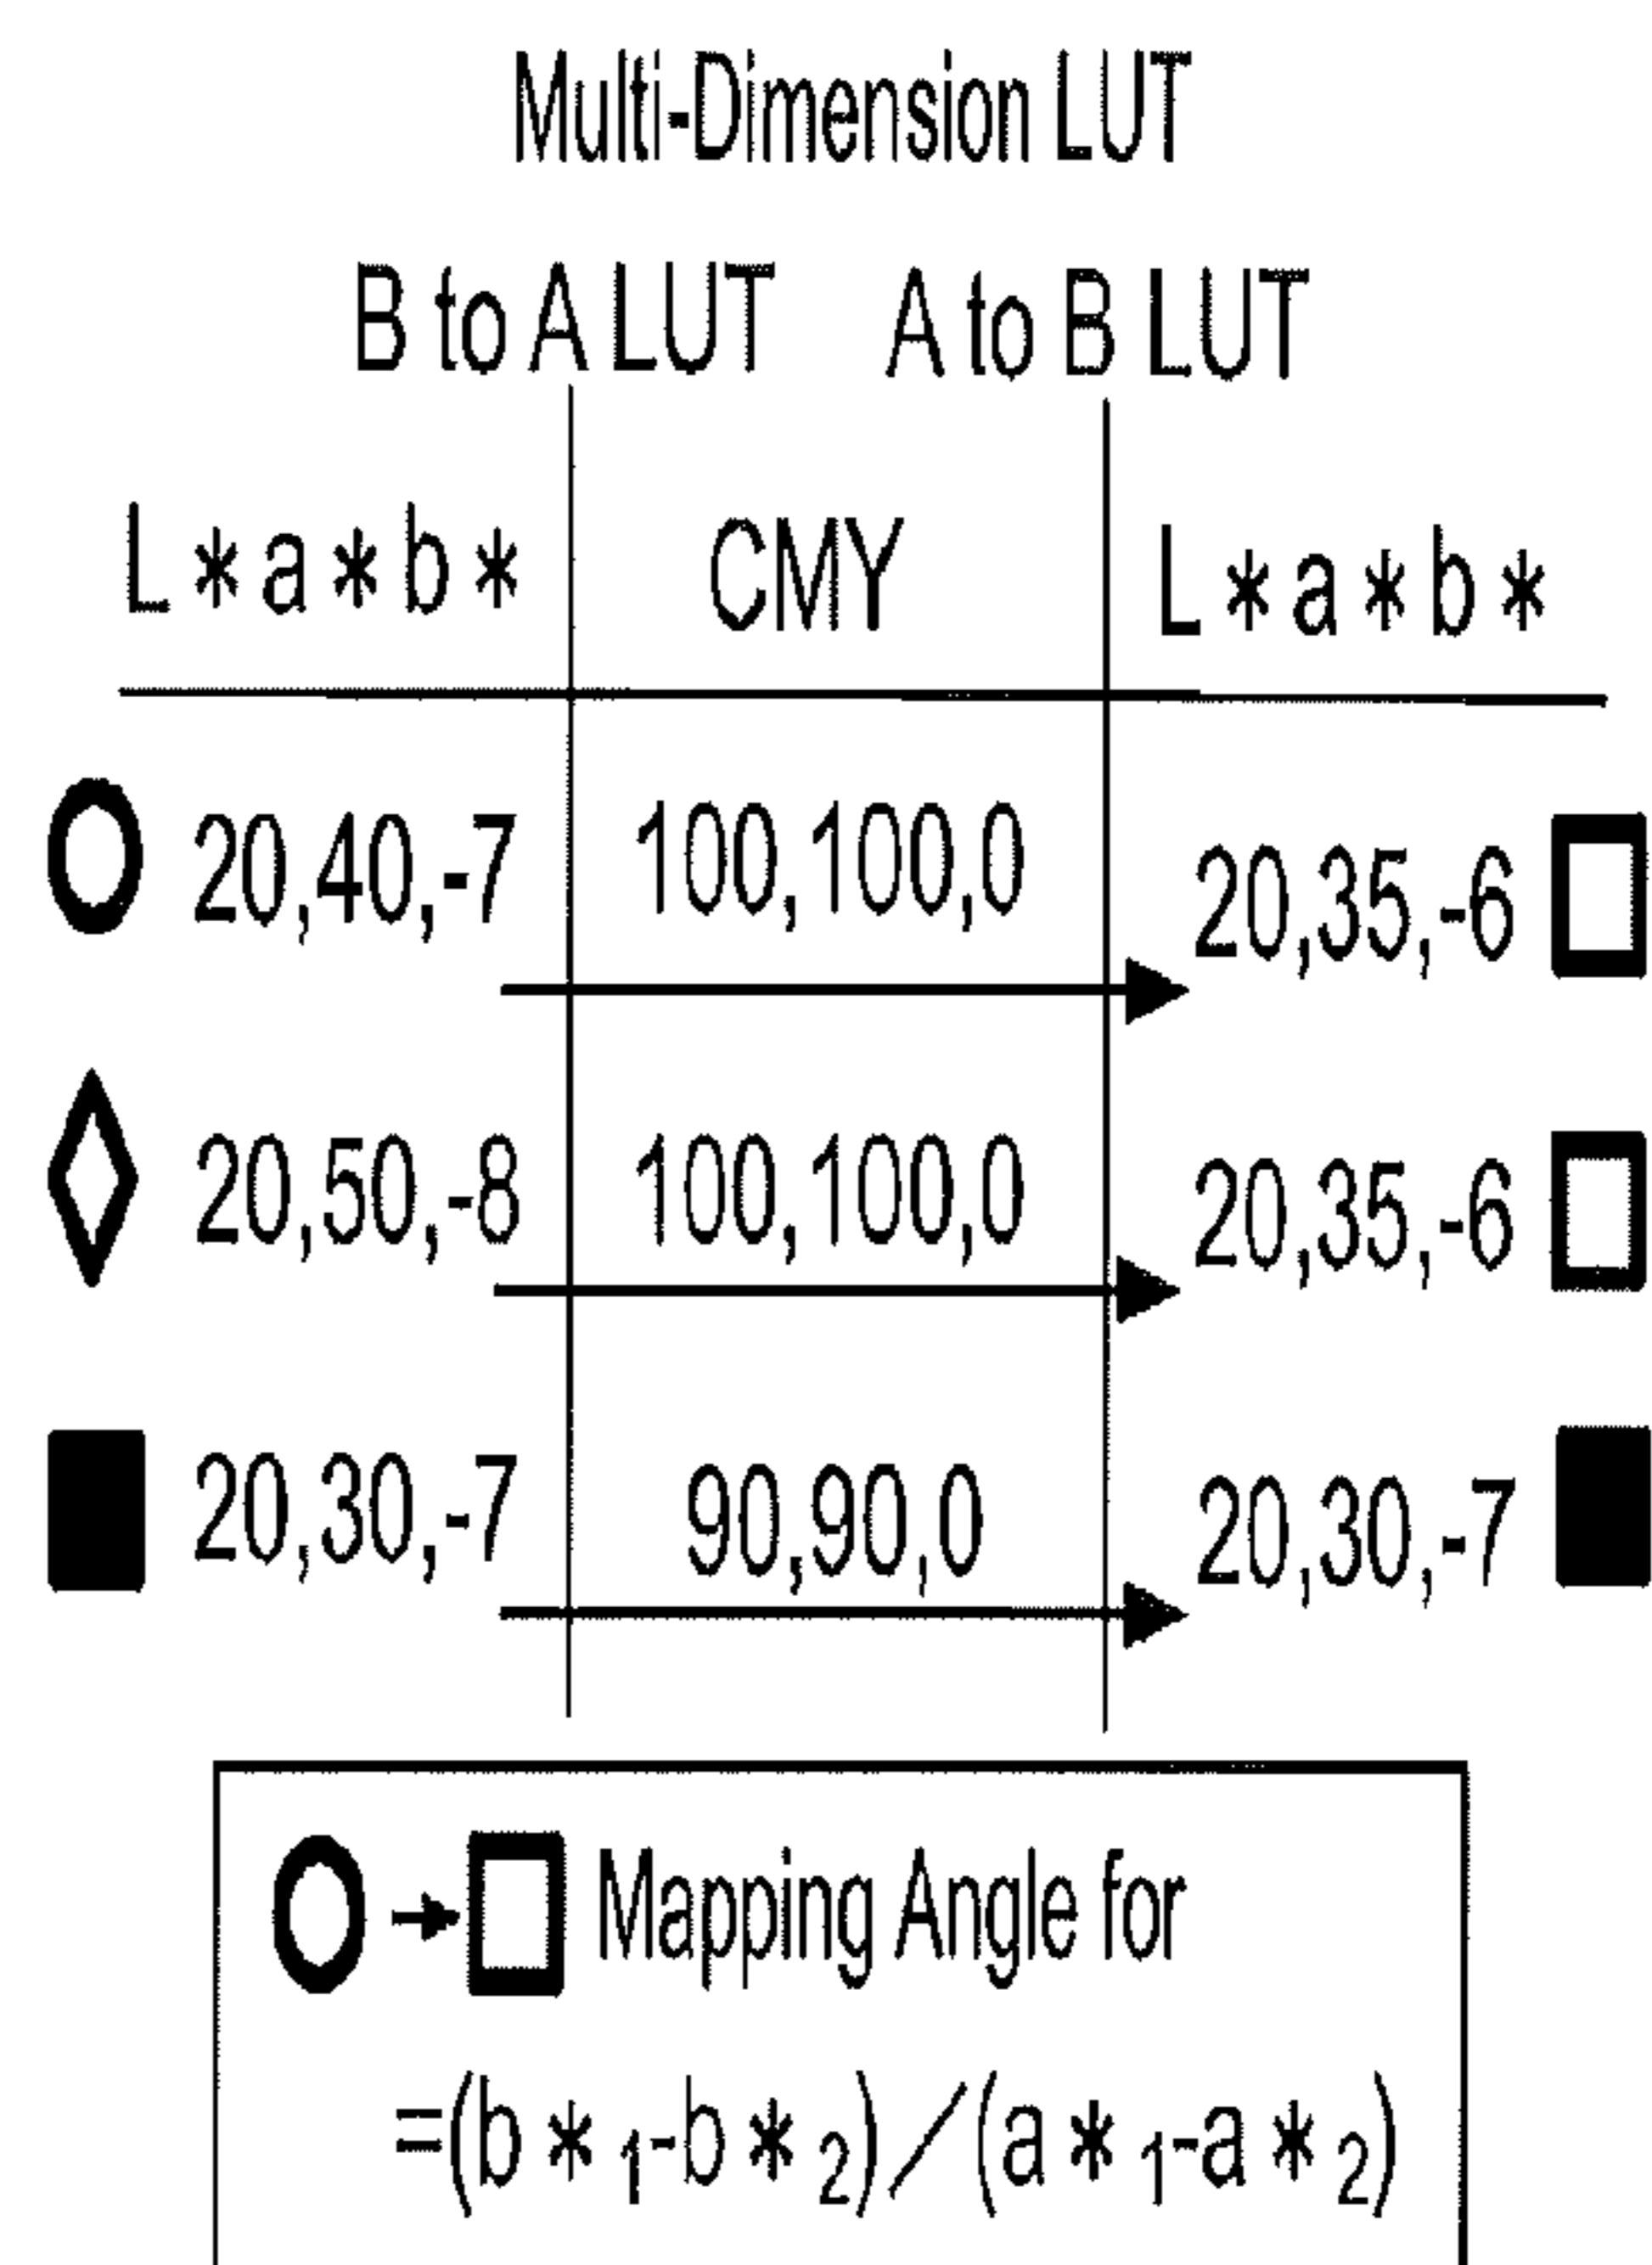 Multi-Dimension LUT
B to A LUT A to B LUT
L*a*b* CMY L*a*b*
20,40,-7 100,100,0 20,35,-6
20,50,-8 100,100,0 20,35,-6
20,30,-7 90,90,0 20,30,-7
Mapping Angle for
=(b*1-b*2)/(a*1-a*2)